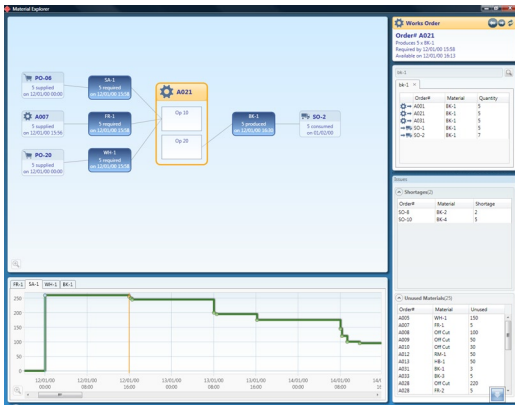 Material Explorer
PO-06
5 supplied
on 12/01/00 00:00
SA-1
5 required
on 12/01/00 15:58
A007
5 supplied
on 12/01/00 15:56
FR-1
5 required
on 12/01/00 15:58
PO-20
5 supplied
on 12/01/00 00:00
WH-1
5 required
on 12/01/00 15:58
A021
Op 10
Op 20
BK-1
5 produced
SO-2
5 consumed
on 01/02/00
Works Order
Order# A021
Produces 5 x BK-1
Required by 12/01/00 15:58
Available on 12/01/00 16:13
bk-1
bk-1 ×
Order# Material Quantity
A001 BK-1 5
A021 BK-1 5
A031 BK-1 5
SO-1 BK-1 5
SO-2 BK-1 7
Issues
Shortages(2)
Order# Material Shortage
SO-8 BK-2 2
SO-10 BK-4 5
Unused Materials(25)
Order# Material Unused
A005 WH-1 150
A007 FR-1 5
A008 Off Cut 100
A009 Off Cut 50
A010 Off Cut 30
A012 RM-1 50
A013 HB-1 50
A031 BK-1 3
A033 BK-3 5
A028 Off Cut 220
A028 FR-2 5
FR-1 SA-1 WH-1 BK-1
250
200
150
100
50
0
12/01/00 12/01/00 12/01/00 13/01/00 13/01/00 13/01/00 14/01/00 14/01/00
00:00 08:00 16:00 00:00 08:00 16:00 00:00 08:00